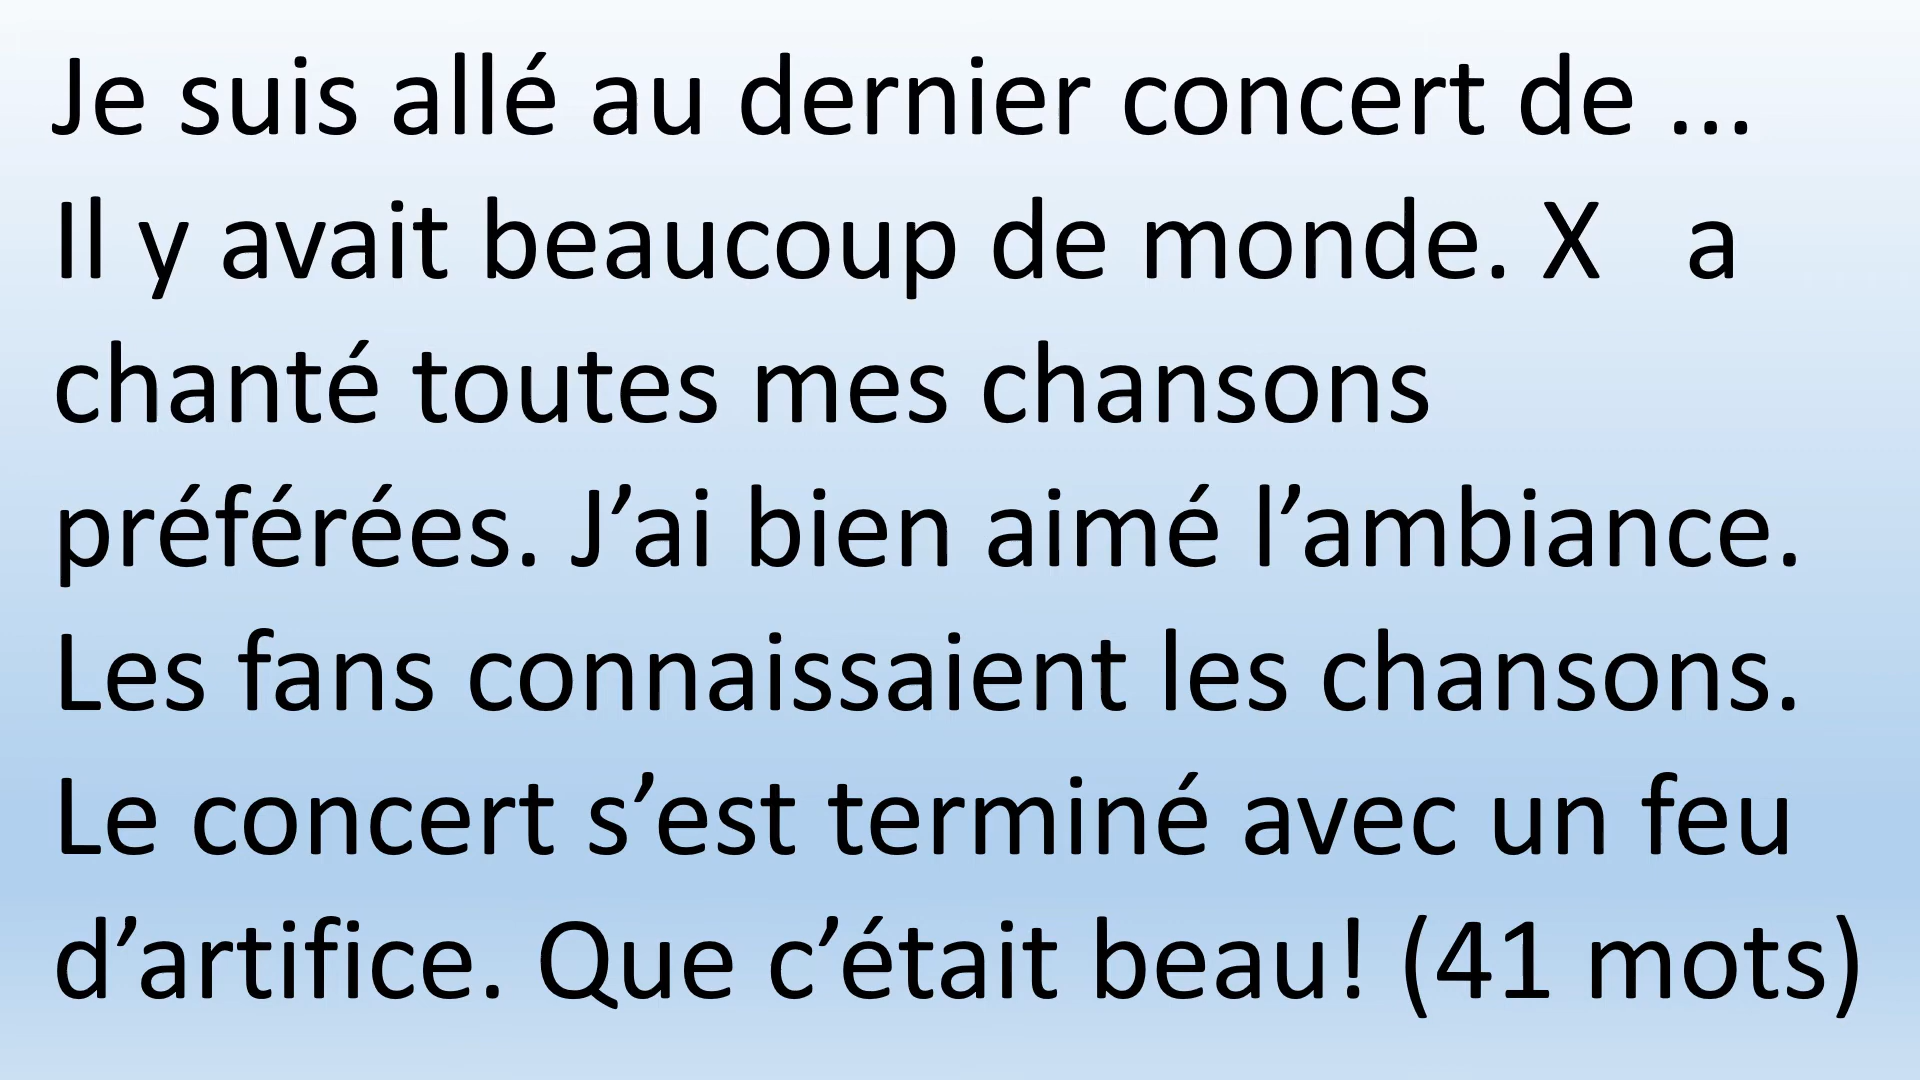 Je suis allé au dernier concert de ...
Il y avait beaucoup de monde. X a
chanté toutes mes chansons
préférées. J’ai bien aimé l’ambiance.
Les fans connaissaient les chansons.
Le concert s’est terminé avec un feu
d’artifice. Que c’était beau! (41 mots)